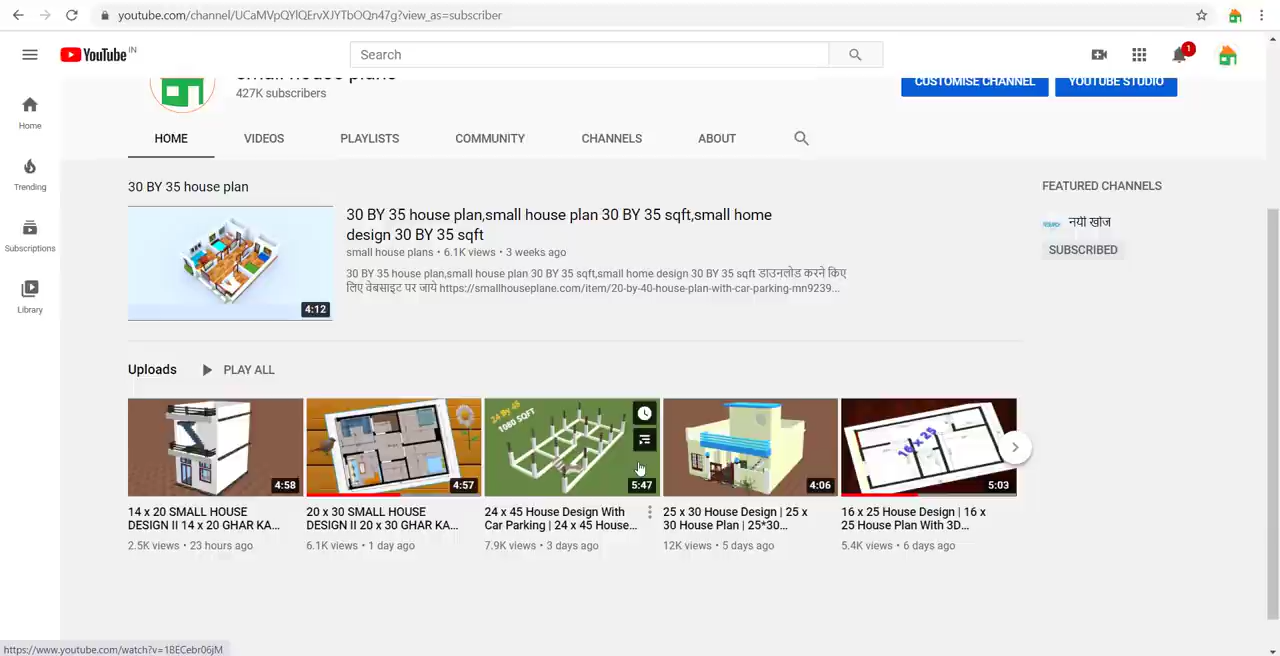 youtube.com/channel/UCaMVpQYlQErvXJYTbOQn47g?view_as=subscriber
YouTube IN
Search
1
small house plans
427K subscribers
CUSTOMISE CHANNEL
YOUTUBE STUDIO
Home
Trending
Subscriptions
Library
HOME
VIDEOS
PLAYLISTS
COMMUNITY
CHANNELS
ABOUT
30 BY 35 house plan
4:12
30 BY 35 house plan,small house plan 30 BY 35 sqft,small home
design 30 BY 35 sqft
small house plans • 6.1K views • 3 weeks ago
30 BY 35 house plan,small house plan 30 BY 35 sqft,small home design 30 BY 35 sqft डाउनलोड करने किए
लिए वेबसाइट पर जाये https://smallhouseplane.com/item/20-by-40-house-plan-with-car-parking-mn9239...
FEATURED CHANNELS
नयी खोज
SUBSCRIBED
Uploads
PLAY ALL
4:58
14 x 20 SMALL HOUSE
DESIGN II 14 x 20 GHAR KA...
2.5K views • 23 hours ago
4:57
20 x 30 SMALL HOUSE
DESIGN II 20 x 30 GHAR KA...
6.1K views • 1 day ago
24 By 45
1080 SQFT
5:47
24 x 45 House Design With
Car Parking | 24 x 45 House...
7.9K views • 3 days ago
4:06
25 x 30 House Design | 25 x
30 House Plan | 25*30...
12K views • 5 days ago
16 x 25
5:03
16 x 25 House Design | 16 x
25 House Plan With 3D...
5.4K views • 6 days ago
https://www.youtube.com/watch?v=18ECebr06jM